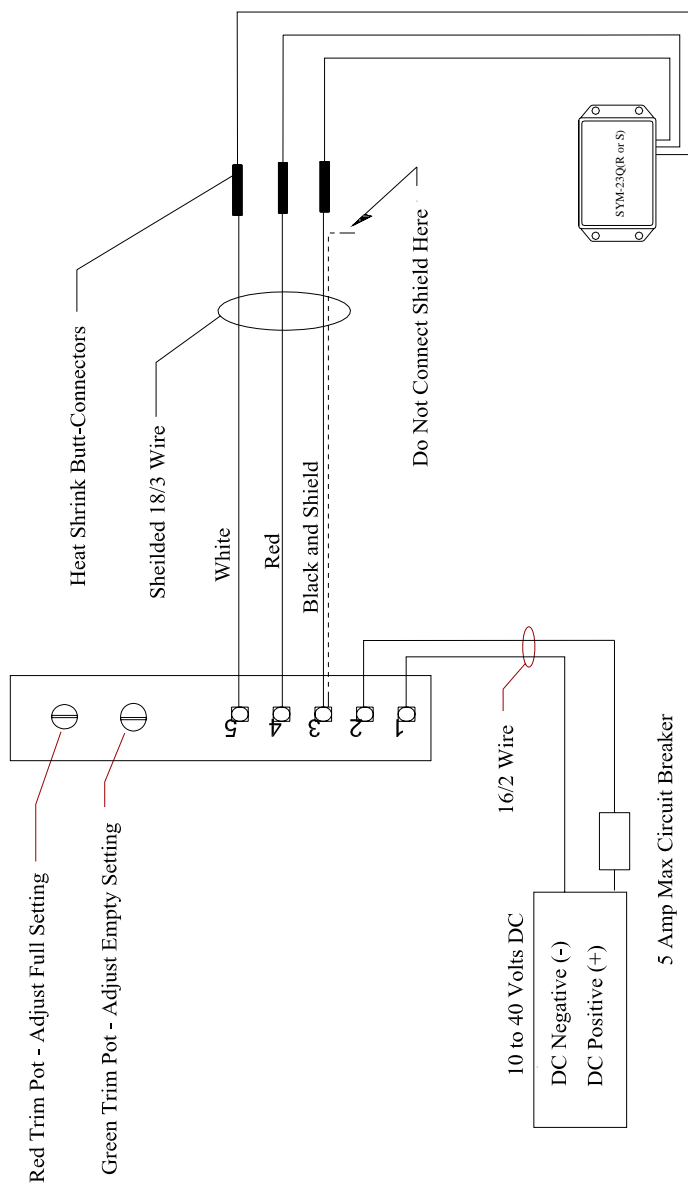 Red Trim Pot - Adjust Full Setting
Green Trim Pot - Adjust Empty Setting
Heat Shrink Butt-Connectors
Sheilded 18/3 Wire
White
Red
Black and Shield
Do Not Connect Shield Here
5
4
3
2
1
SYM-23Q(R or S)
16/2 Wire
10 to 40 Volts DC
DC Negative (-)
DC Positive (+)
5 Amp Max Circuit Breaker